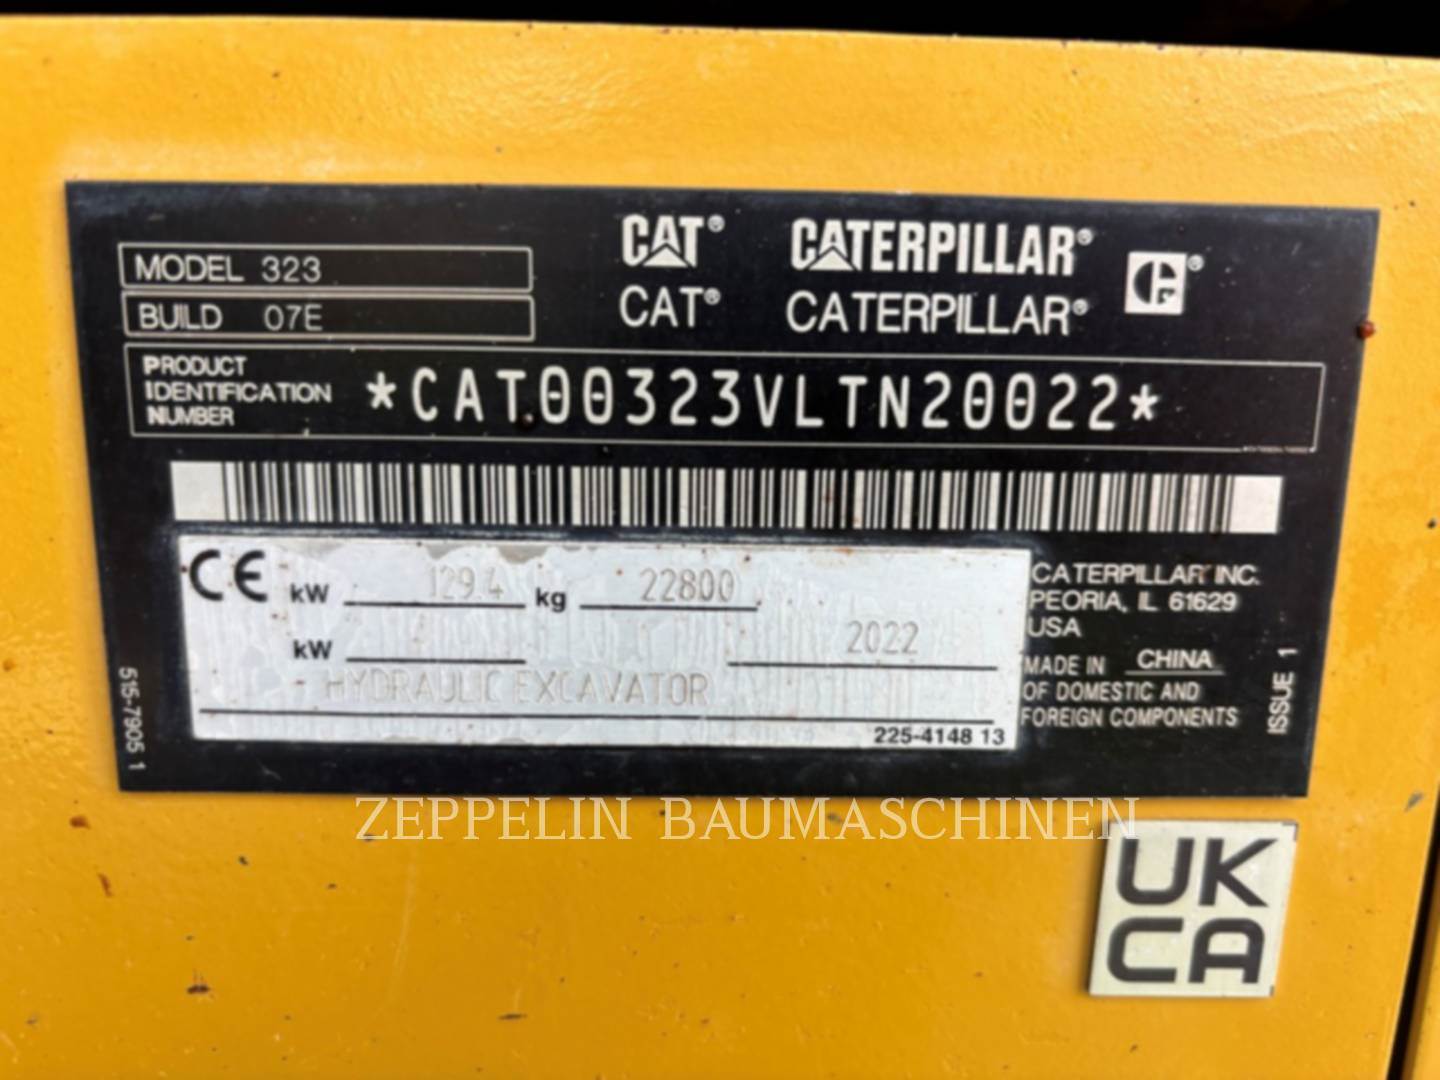 CAT® CATERPILLAR®
CAT® CATERPILLAR®
MODEL 323
BUILD 07E
PRODUCT
IDENTIFICATION
NUMBER
*CAT00323VLTN20022*
CE kW 129.4 kg 22800
kW 2022
HYDRAULIC EXCAVATOR
225-4148 13
CATERPILLAR INC.
PEORIA, IL 61629
USA
MADE IN CHINA
OF DOMESTIC AND
FOREIGN COMPONENTS
ISSUE 1
515-7905 1
ZEPPELIN BAUMASCHINEN
UK
CA